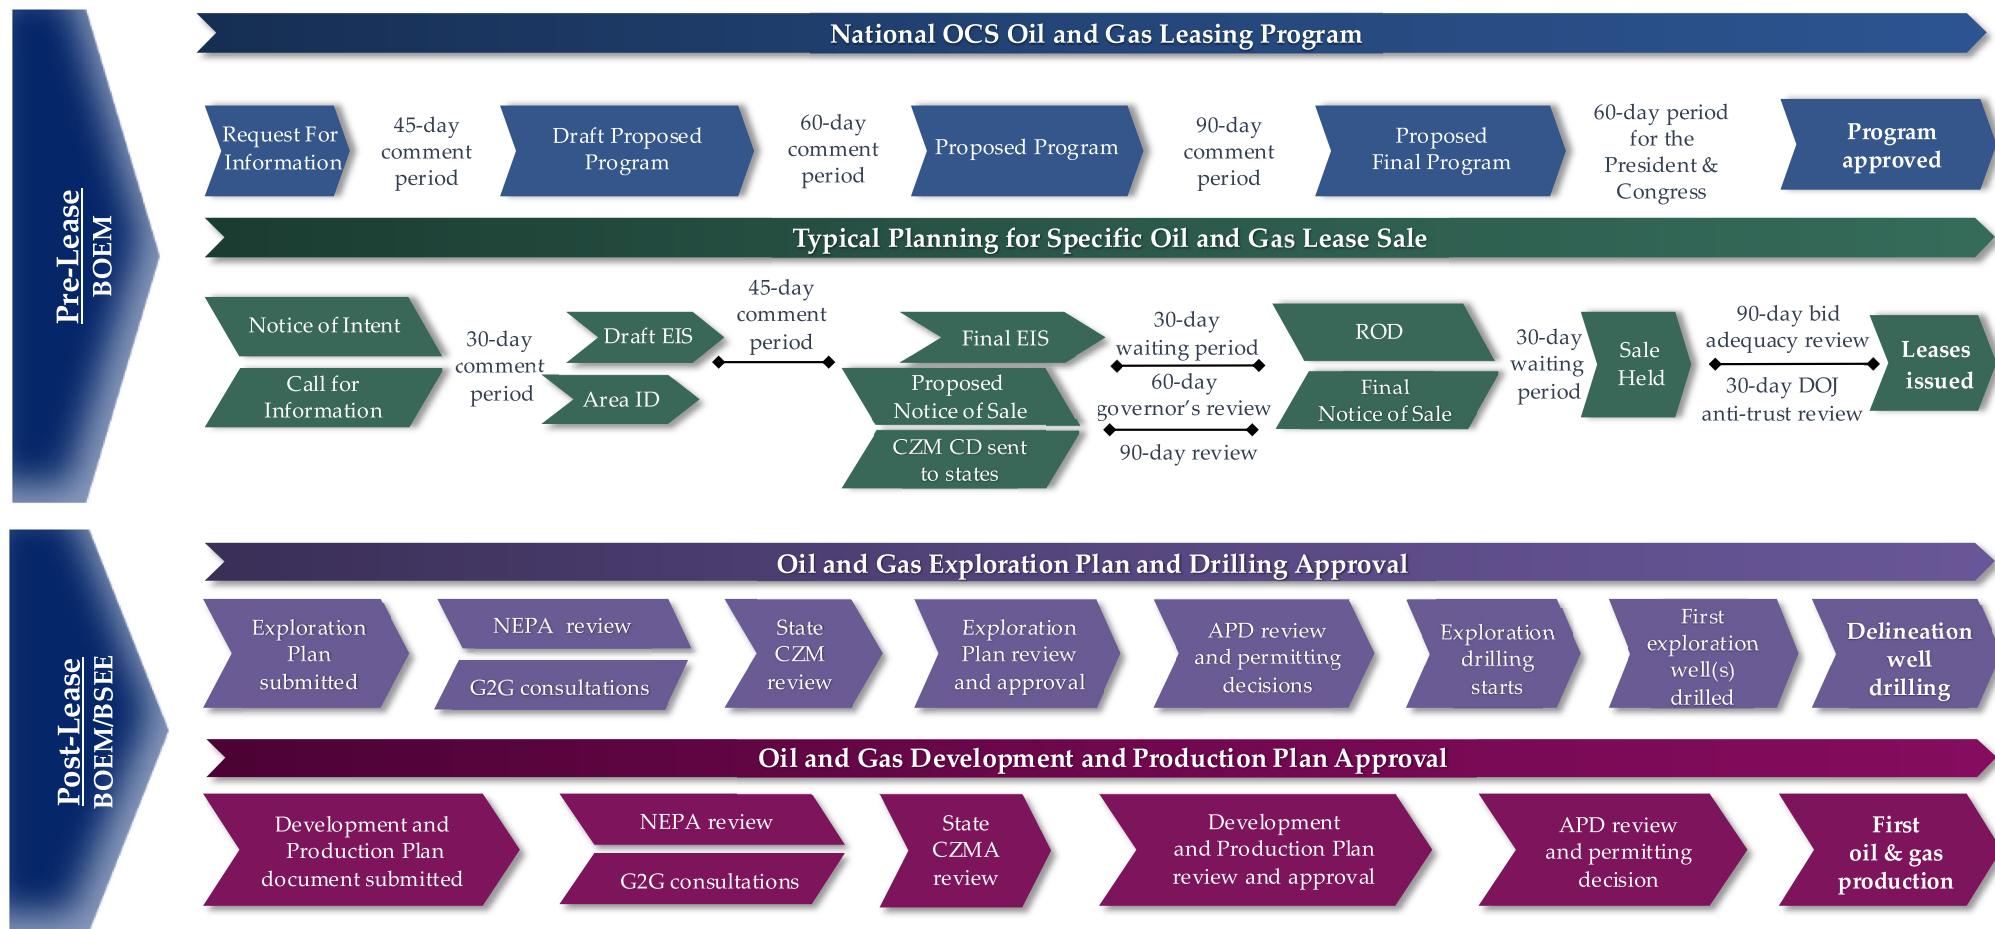 Pre-Lease
BOEM
National OCS Oil and Gas Leasing Program
Request For
Information
45-day
comment
period
Draft Proposed
Program
60-day
comment
period
Proposed Program
90-day
comment
period
Proposed
Final Program
60-day period
for the
President &
Congress
Program
approved
Typical Planning for Specific Oil and Gas Lease Sale
Notice of Intent
Call for
Information
30-day
comment
period
Draft EIS
Area ID
45-day
comment
period
Final EIS
Proposed
Notice of Sale
CZM CD sent
to states
30-day
waiting period
60-day
governor's review
90-day review
ROD
Final
Notice of Sale
30-day
waiting
period
Sale
Held
90-day bid
adequacy review
30-day DOJ
anti-trust review
Leases
issued
Post-Lease
BOEM/BSEE
Oil and Gas Exploration Plan and Drilling Approval
Exploration
Plan
submitted
NEPA review
G2G consultations
State
CZM
review
Exploration
Plan review
and approval
APD review
and permitting
decisions
Exploration
drilling
starts
First
exploration
well(s)
drilled
Delineation
well
drilling
Oil and Gas Development and Production Plan Approval
Development and
Production Plan
document submitted
NEPA review
G2G consultations
State
CZMA
review
Development
and Production Plan
review and approval
APD review
and permitting
decision
First
oil & gas
production